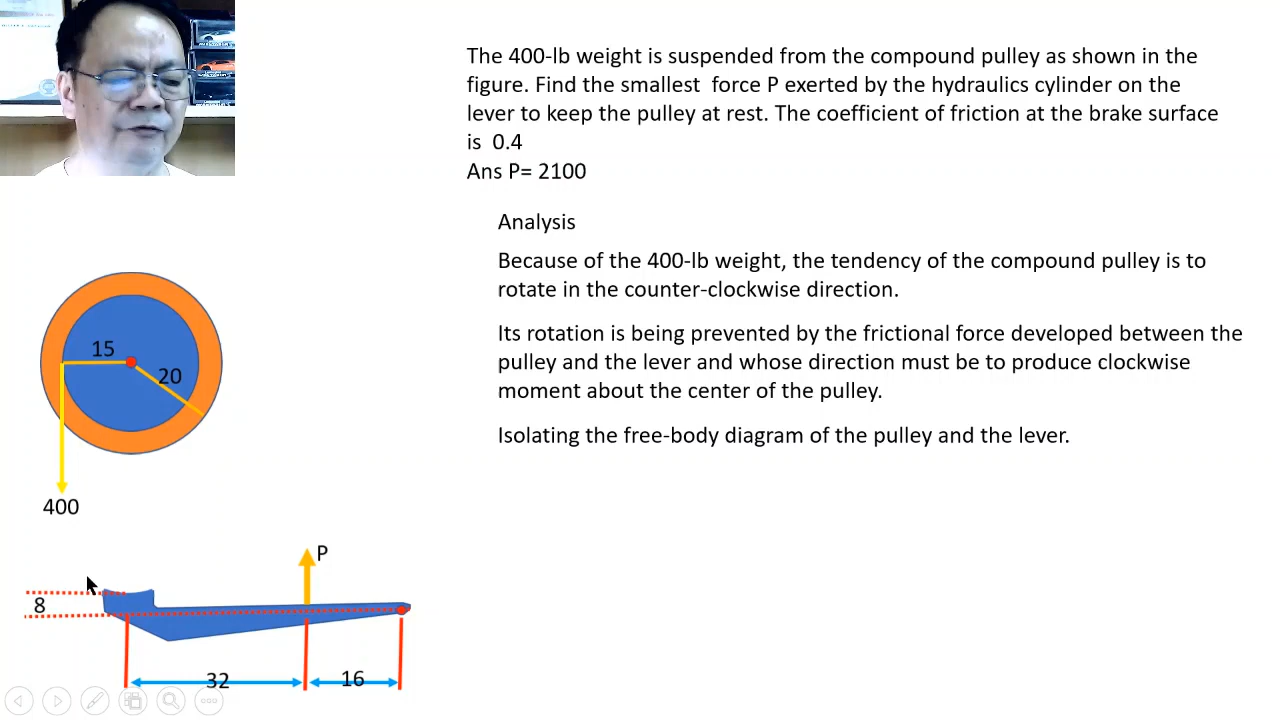 The 400-lb weight is suspended from the compound pulley as shown in the
figure. Find the smallest  force P exerted by the hydraulics cylinder on the
lever to keep the pulley at rest. The coefficient of friction at the brake surface
is  0.4
Ans P= 2100
Analysis
Because of the 400-lb weight, the tendency of the compound pulley is to
rotate in the counter-clockwise direction.
Its rotation is being prevented by the frictional force developed between the
pulley and the lever and whose direction must be to produce clockwise
moment about the center of the pulley.
Isolating the free-body diagram of the pulley and the lever.
15
20
400
P
8
32
16